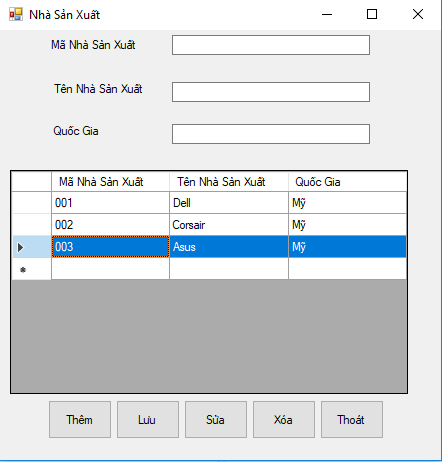 Nhà Sản Xuất
Mã Nhà Sản Xuất
Tên Nhà Sản Xuất
Quốc Gia
Mã Nhà Sản Xuất Tên Nhà Sản Xuất Quốc Gia
001 Dell Mỹ
002 Corsair Mỹ
003 Asus Mỹ
Thêm Lưu Sửa Xóa Thoát